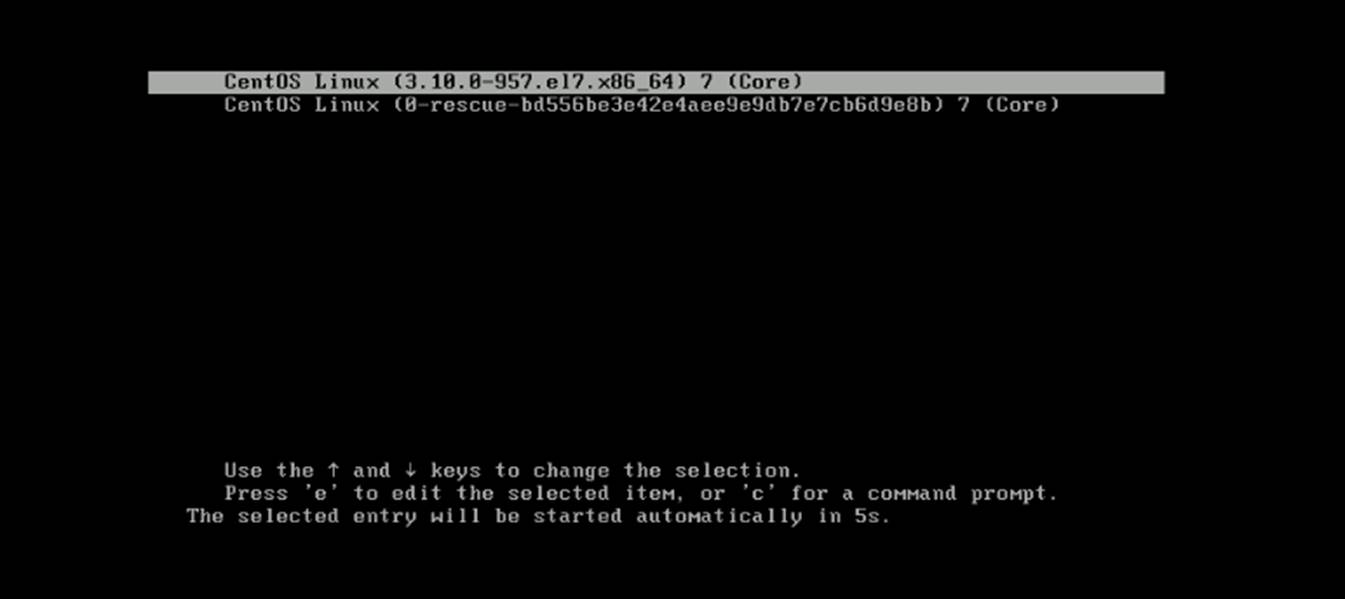 CentOS Linux (3.10.0-957.el7.x86_64) 7 (Core)
CentOS Linux (0-rescue-bd556be3e42e4aee9e9db7e7cb6d9e8b) 7 (Core)
Use the ↑ and ↓ keys to change the selection.
Press 'e' to edit the selected item, or 'c' for a command prompt.
The selected entry will be started automatically in 5s.